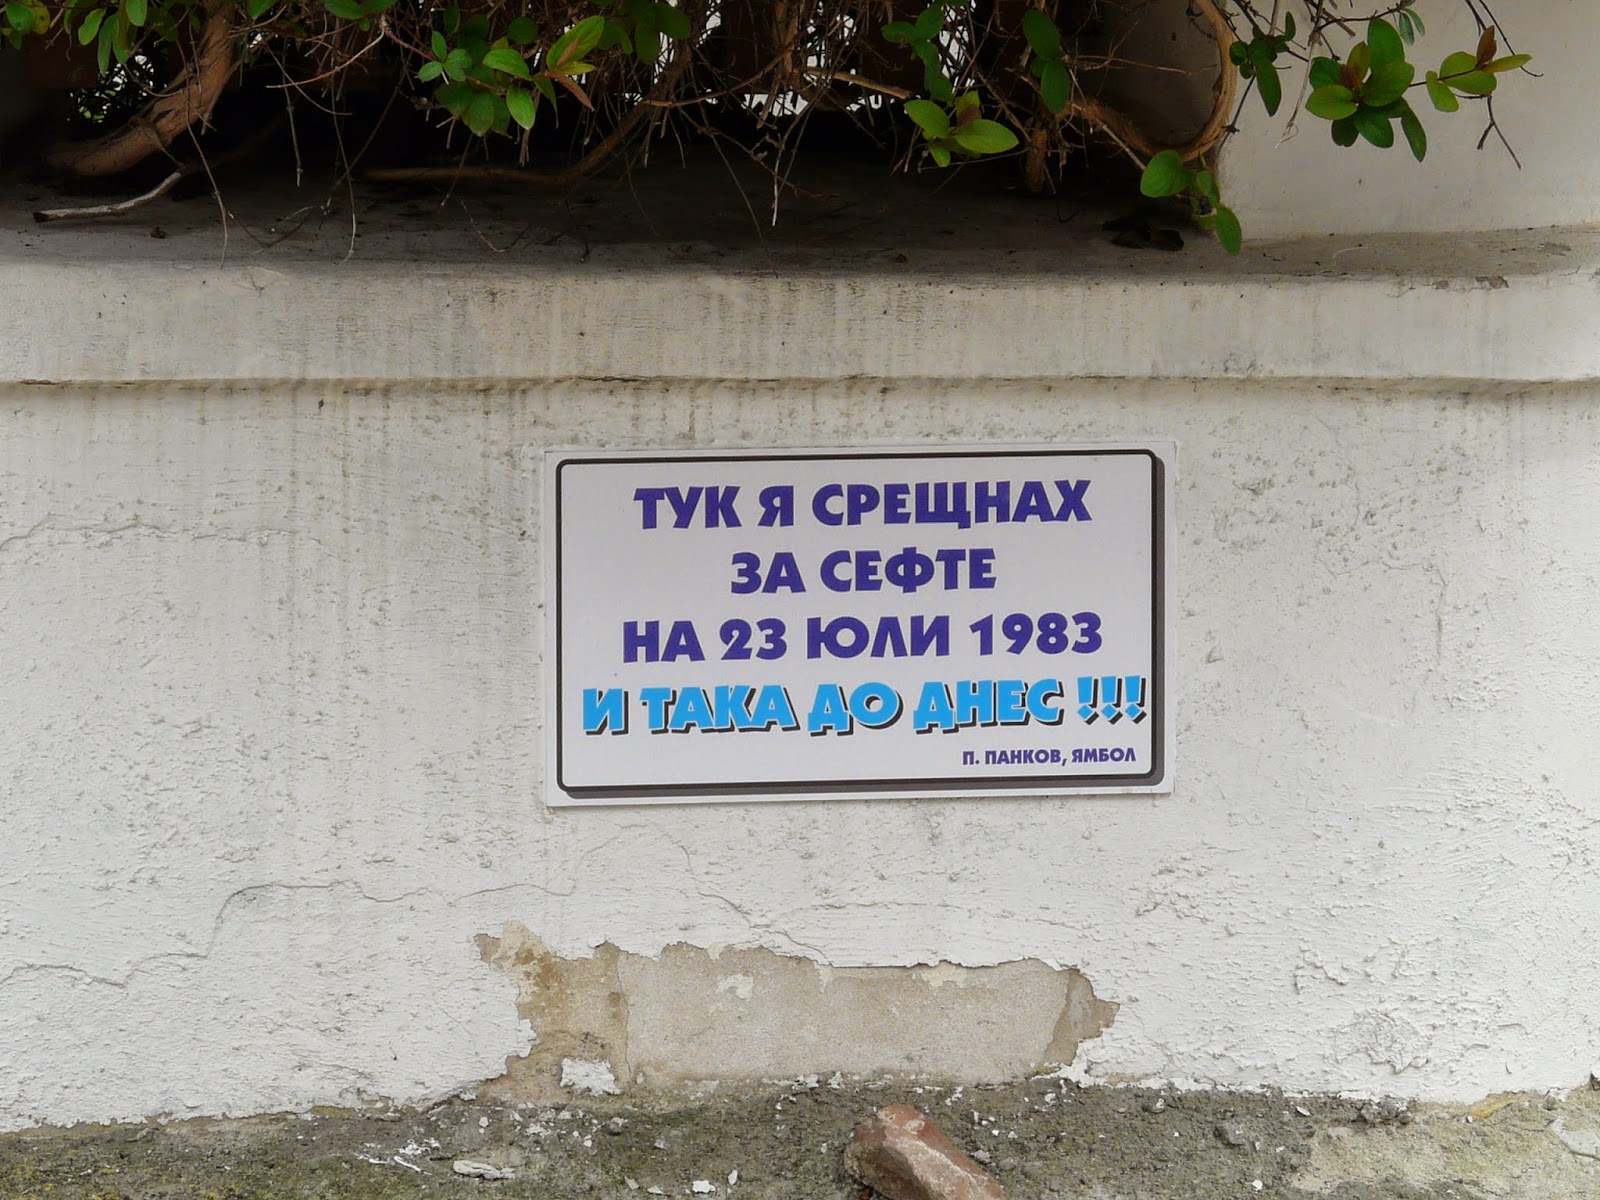 ТУК Я СРЕЩНАХ
ЗА СЕФТЕ
НА 23 ЮЛИ 1983
И ТАКА ДО ДНЕС !!!
П. ПАНКОВ, ЯМБОЛ